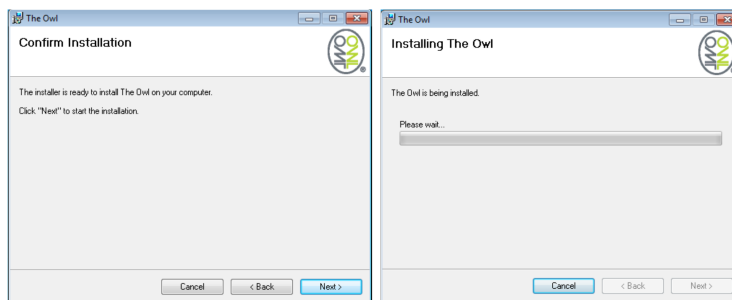 The Owl
Confirm Installation
The installer is ready to install The Owl on your computer.
Click "Next" to start the installation.
Cancel
< Back
Next >
The Owl
Installing The Owl
The Owl is being installed.
Please wait...
Cancel
< Back
Next >